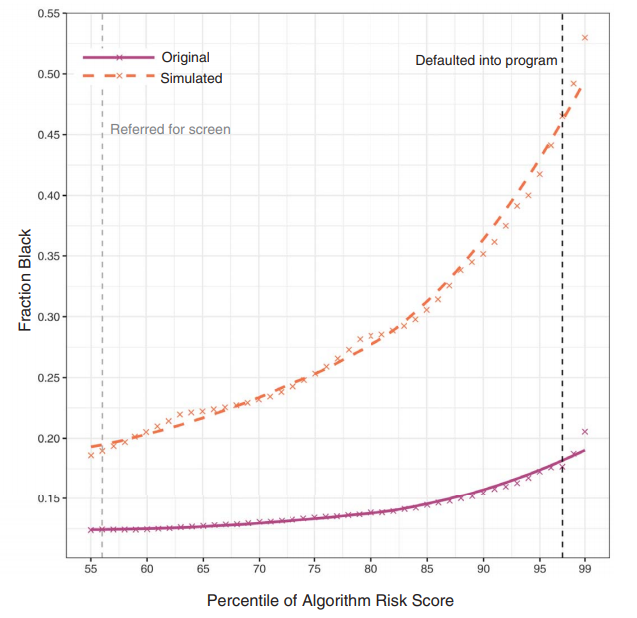 0.55
Original
Simulated
Defaulted into program
0.50
Referred for screen
0.45
0.40
0.35
0.30
0.25
0.20
0.15
Fraction Black
55 60 65 70 75 80 85 90 95 99
Percentile of Algorithm Risk Score